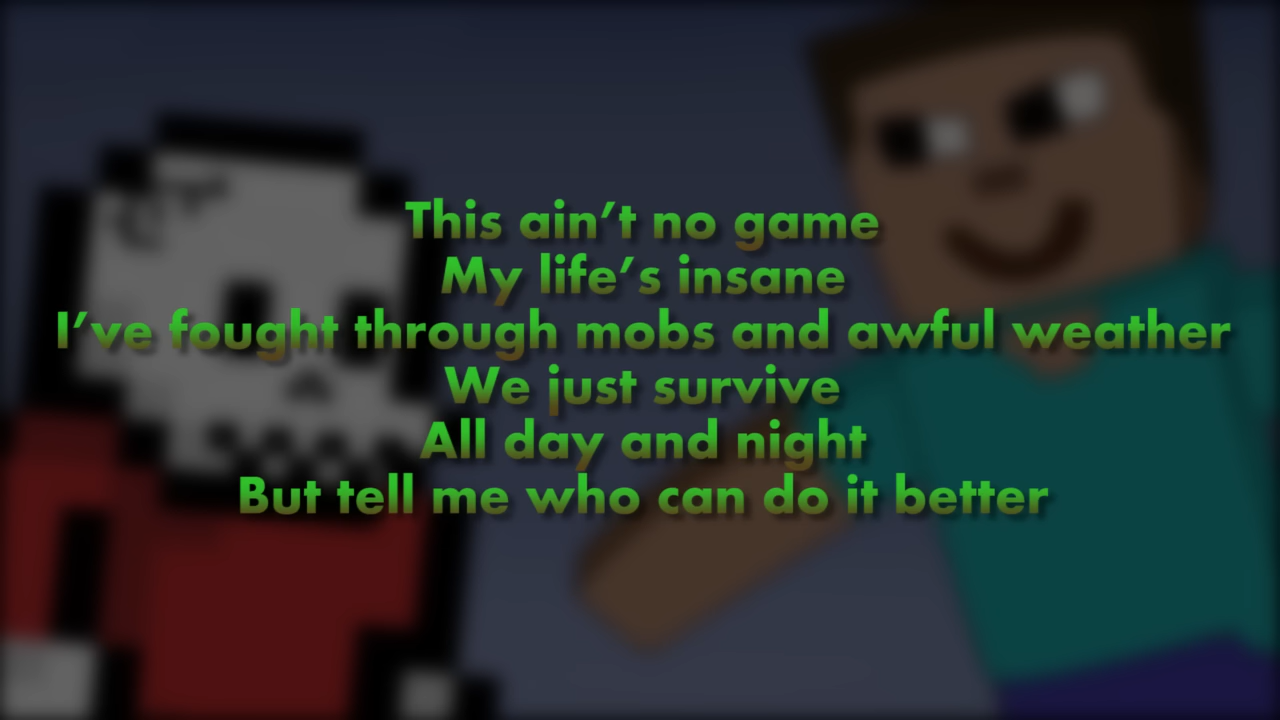 This ain’t no game
My life’s insane
I’ve fought through mobs and awful weather
We just survive
All day and night
But tell me who can do it better